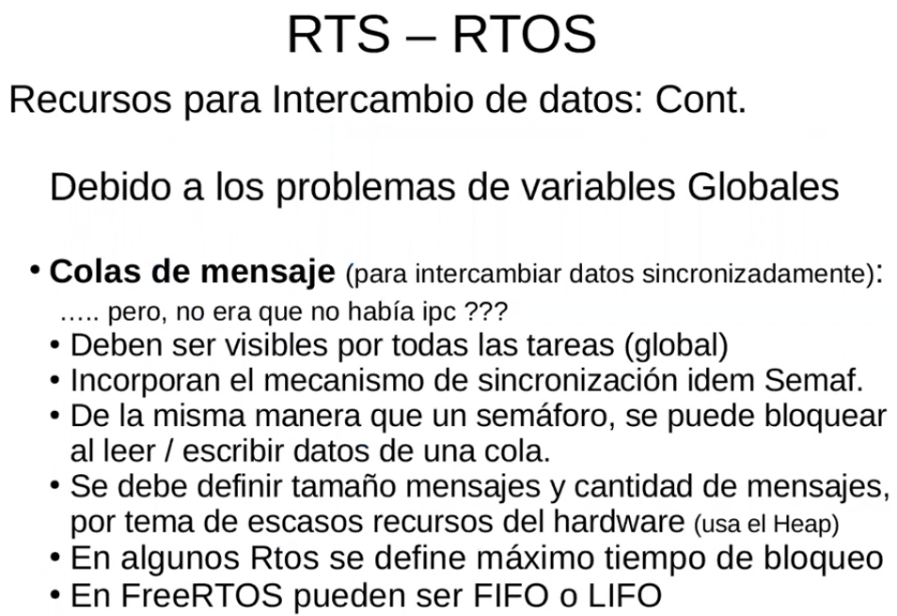 RTS – RTOS
Recursos para Intercambio de datos: Cont.
Debido a los problemas de variables Globales
• Colas de mensaje (para intercambiar datos sincronizadamente):
….. pero, no era que no había ipc ???
• Deben ser visibles por todas las tareas (global)
• Incorporan el mecanismo de sincronización idem Semaf.
• De la misma manera que un semáforo, se puede bloquear
al leer / escribir datos de una cola.
• Se debe definir tamaño mensajes y cantidad de mensajes,
por tema de escasos recursos del hardware (usa el Heap)
• En algunos Rtos se define máximo tiempo de bloqueo
• En FreeRTOS pueden ser FIFO o LIFO